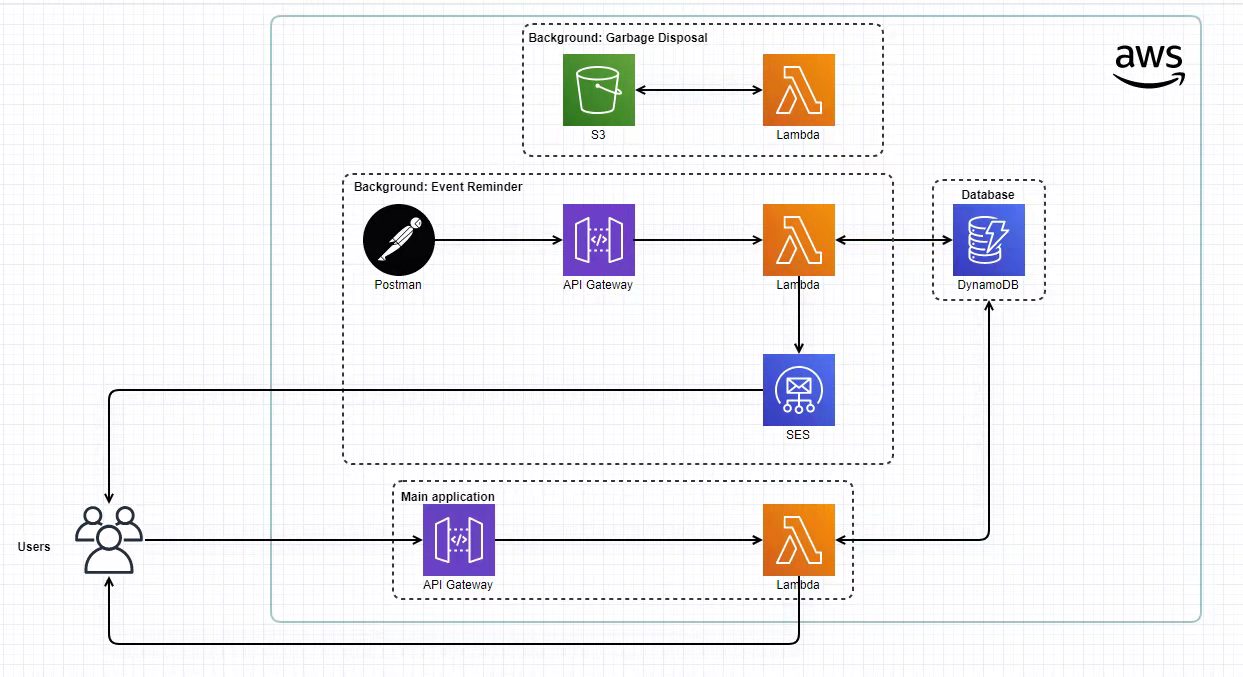 Background: Garbage Disposal
aws
S3
Lambda
Background: Event Reminder
Database
Postman
API Gateway
Lambda
DynamoDB
SES
Main application
Users
API Gateway
Lambda